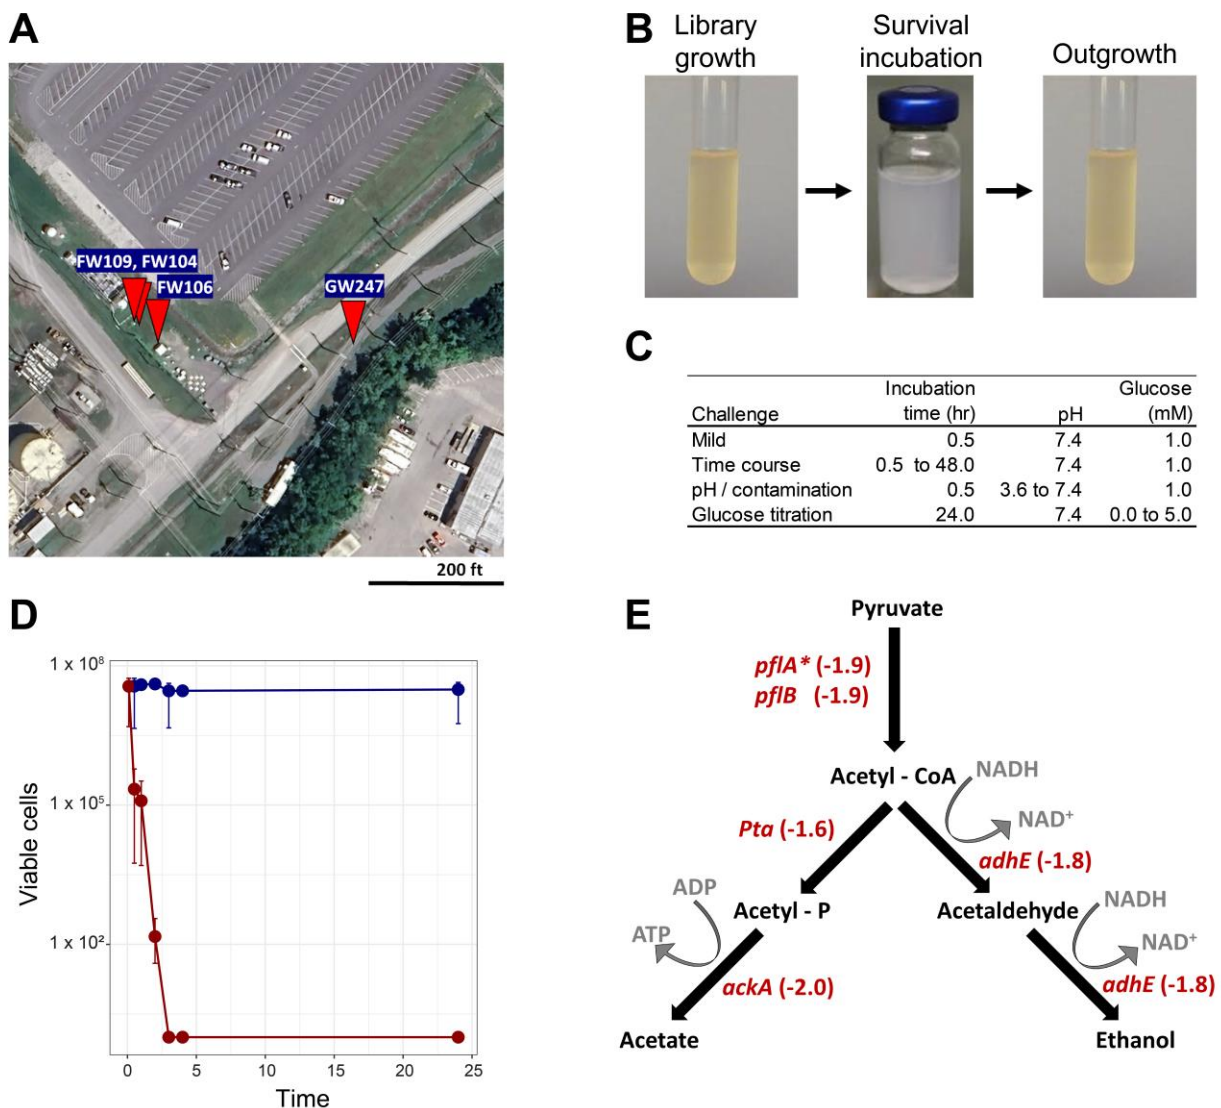 A
FW109, FW104
FW106
GW247
200 ft
B
Library
growth
Survival
incubation
Outgrowth
C
Challenge Incubation time (hr) pH Glucose (mM)
Mild 0.5 7.4 1.0
Time course 0.5 to 48.0 7.4 1.0
pH / contamination 0.5 3.6 to 7.4 1.0
Glucose titration 24.0 7.4 0.0 to 5.0
D
Viable cells
1 x 10⁸
1 x 10⁵
1 x 10²
0 5 10 15 20 25
Time
E
Pyruvate
pflA* (-1.9)
pflB (-1.9)
Acetyl - CoA
NADH
NAD⁺
Pta (-1.6)
adhE (-1.8)
ADP
ATP
Acetyl - P
Acetaldehyde
NADH
NAD⁺
ackA (-2.0)
adhE (-1.8)
Acetate
Ethanol